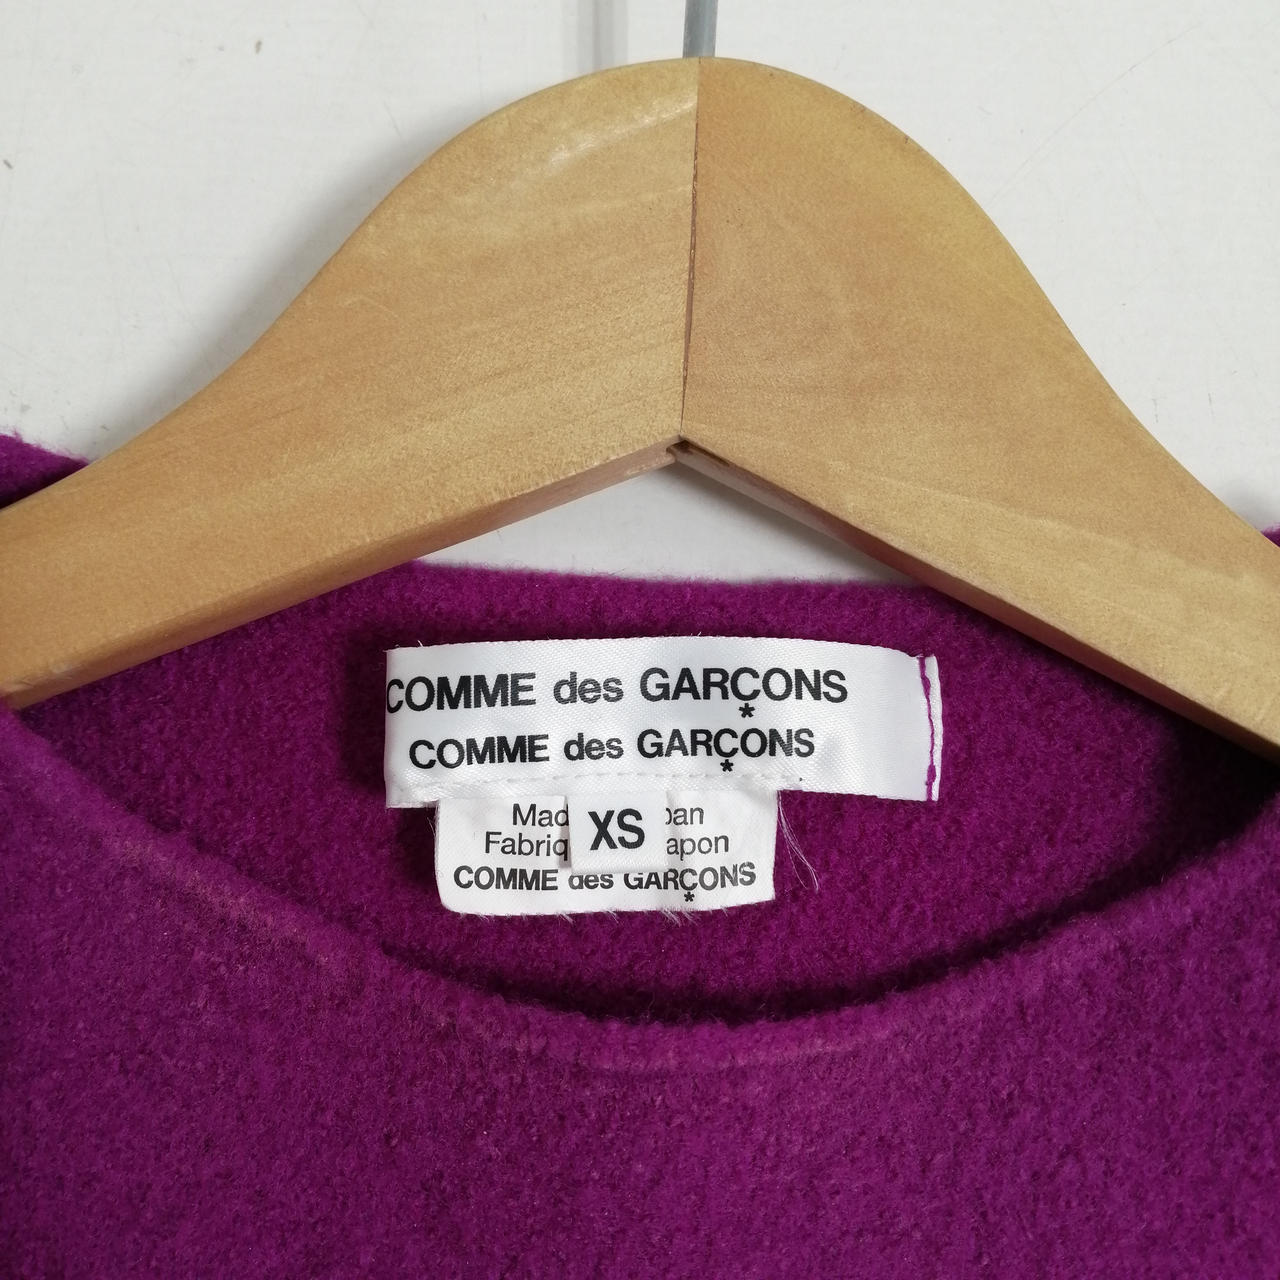 COMME des GARÇONS
*
COMME des GARÇONS
*
Mad pan
XS
Fabriq apon
COMME des GARÇONS
*